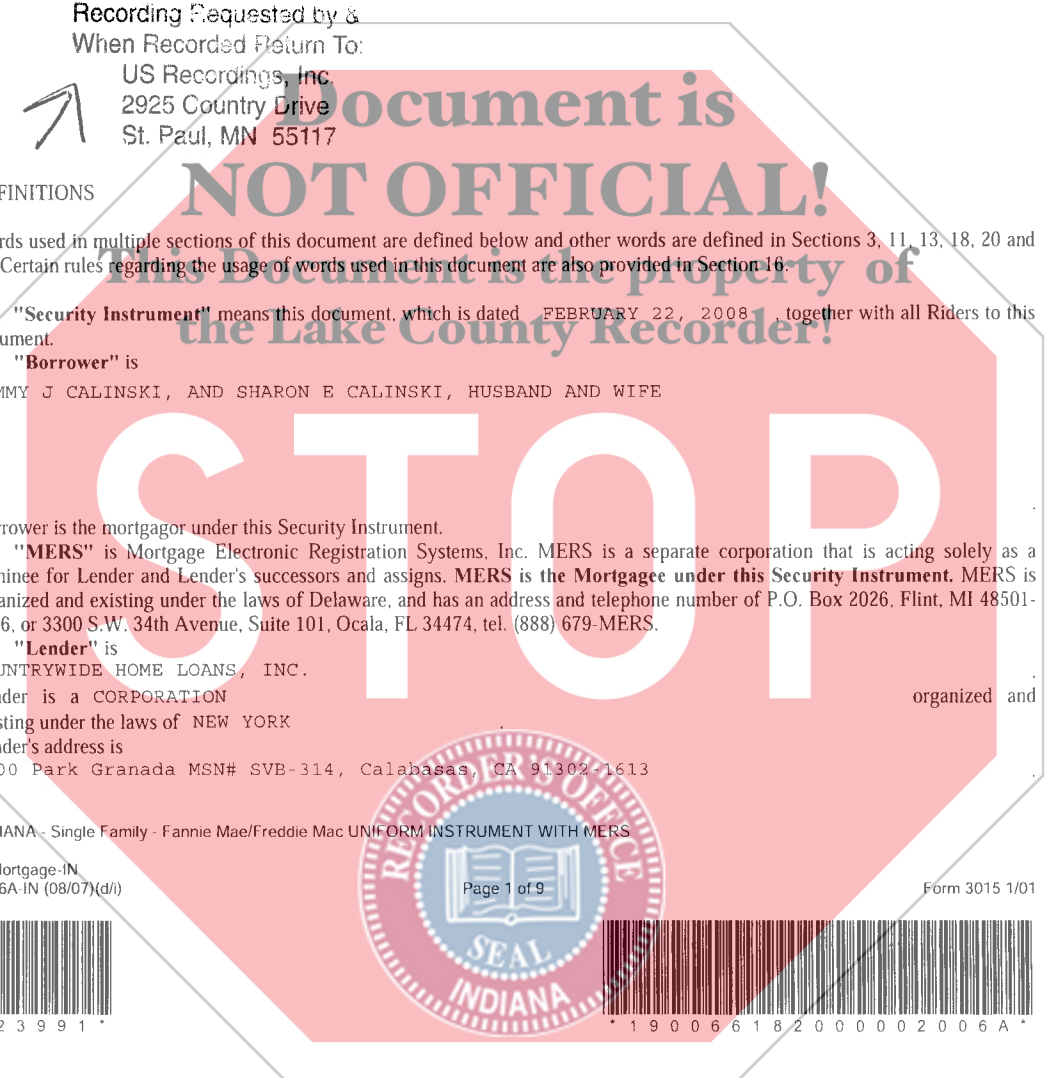 Recording Requested by &
When Recorded Return To:
US Recordings, Inc.
2925 Country Drive
St. Paul, MN 55117
Document is
NOT OFFICIAL!
This Document is the property of
the Lake County Recorder!
FINITIONS
rds used in multiple sections of this document are defined below and other words are defined in Sections 3, 11, 13, 18, 20 and
Certain rules regarding the usage of words used in this document are also provided in Section 16.
"Security Instrument" means this document, which is dated FEBRUARY 22, 2008 , together with all Riders to this
ument.
"Borrower" is
MMY J CALINSKI, AND SHARON E CALINSKI, HUSBAND AND WIFE
STOP
rower is the mortgagor under this Security Instrument.
"MERS" is Mortgage Electronic Registration Systems, Inc. MERS is a separate corporation that is acting solely as a
ninee for Lender and Lender's successors and assigns. MERS is the Mortgagee under this Security Instrument. MERS is
anized and existing under the laws of Delaware, and has an address and telephone number of P.O. Box 2026, Flint, MI 48501-
6, or 3300 S.W. 34th Avenue, Suite 101, Ocala, FL 34474, tel. (888) 679-MERS.
"Lender" is
UNTRYWIDE HOME LOANS, INC.
der is a CORPORATION organized and
sting under the laws of NEW YORK .
der's address is
00 Park Granada MSN# SVB-314, Calabasas, CA 91302-1613 .
IANA - Single Family - Fannie Mae/Freddie Mac UNIFORM INSTRUMENT WITH MERS
ortgage-IN
6A-IN (08/07)(d/i) Page 1 of 9 Form 3015 1/01
RECORDER'S OFFICE
SEAL
INDIANA
2 3 9 9 1 *
* 1 9 0 0 6 6 1 8 2 0 0 0 0 0 2 0 0 6 A *